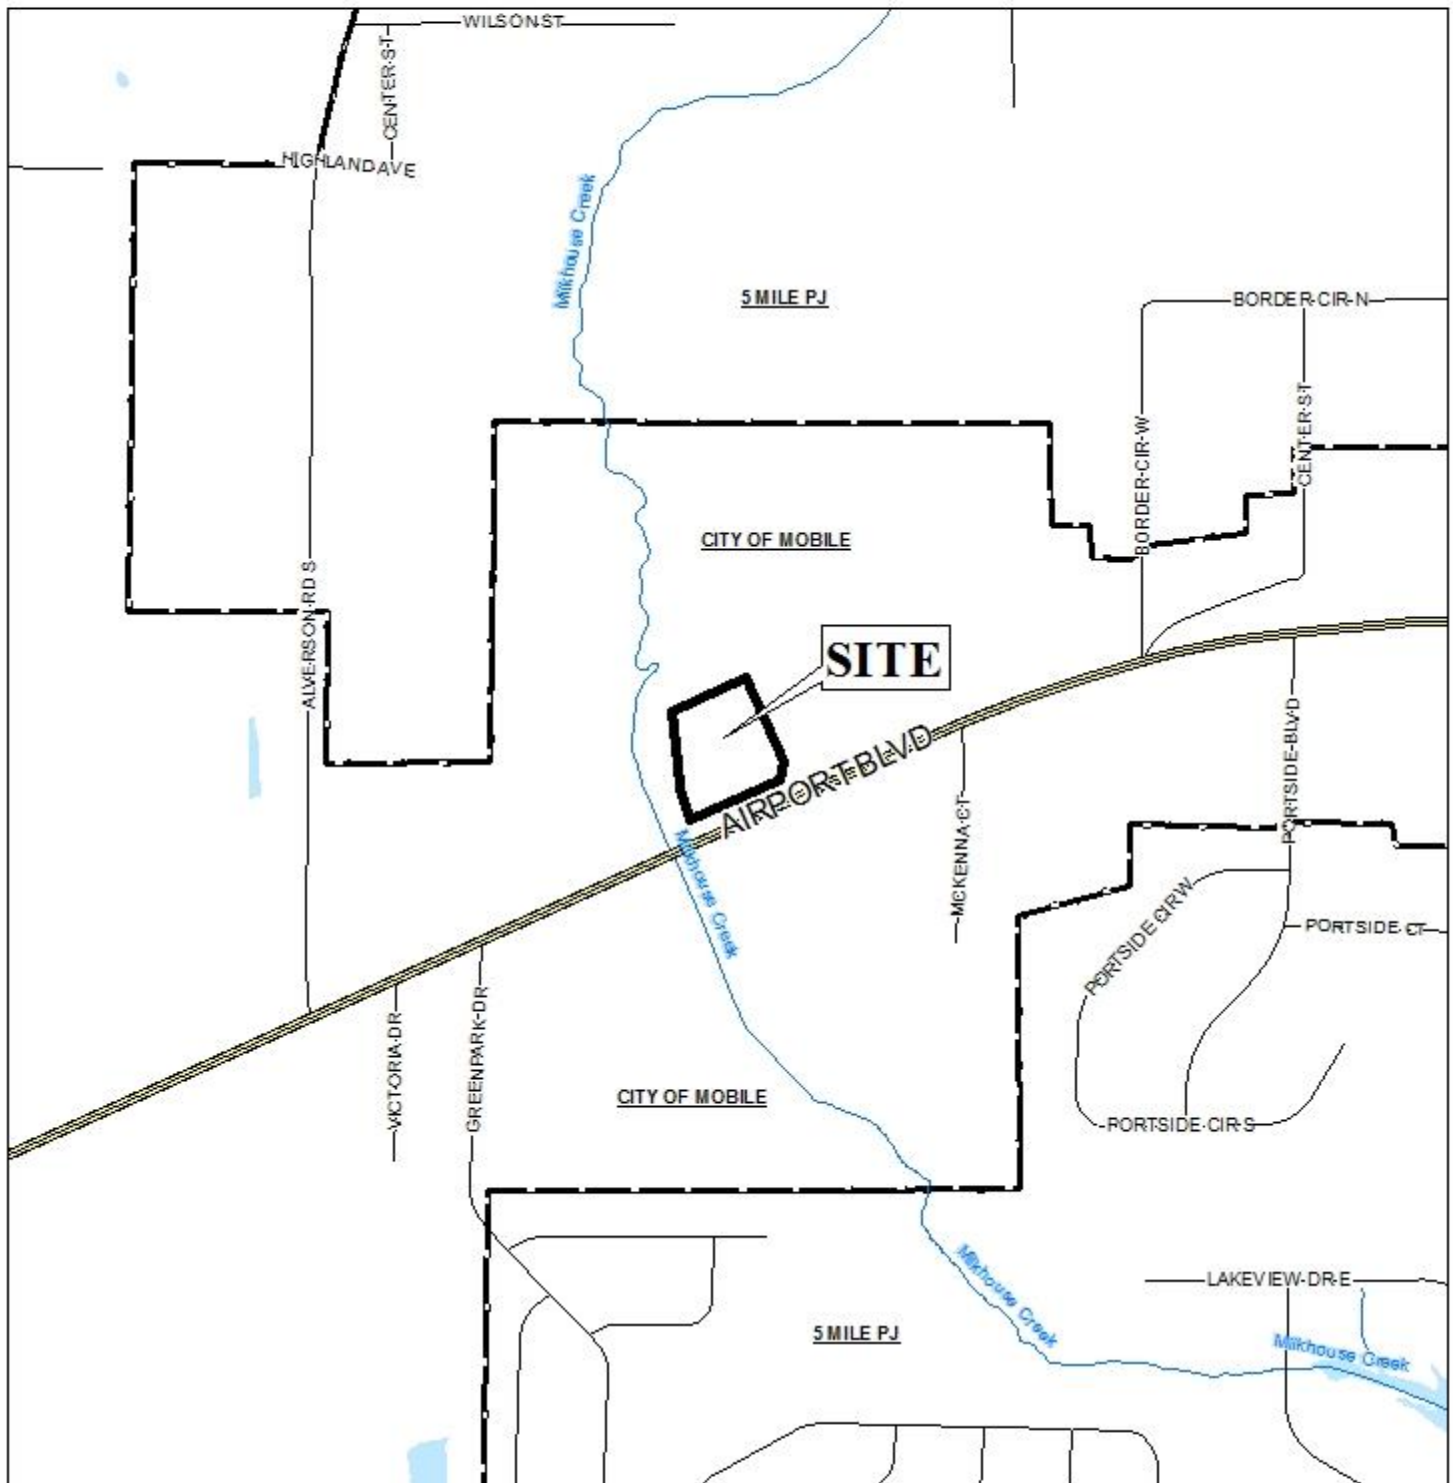 WILSON ST
CENTER ST
HIGHLAND AVE
Milkhouse Creek
5 MILE PJ
BORDER CIR N
CENTER ST
BORDER CIR W
CITY OF MOBILE
ALVERSON RD S
SITE
AIRPORT BLVD
PORTSIDE BLVD
MCKENNA CT
Milkhouse Creek
PORTSIDE CIR W
PORTSIDE CT
VICTORIA DR
GREENPARK DR
CITY OF MOBILE
PORTSIDE CIR S
Milkhouse Creek
LAKEVIEW DR E
5 MILE PJ
Milkhouse Creek